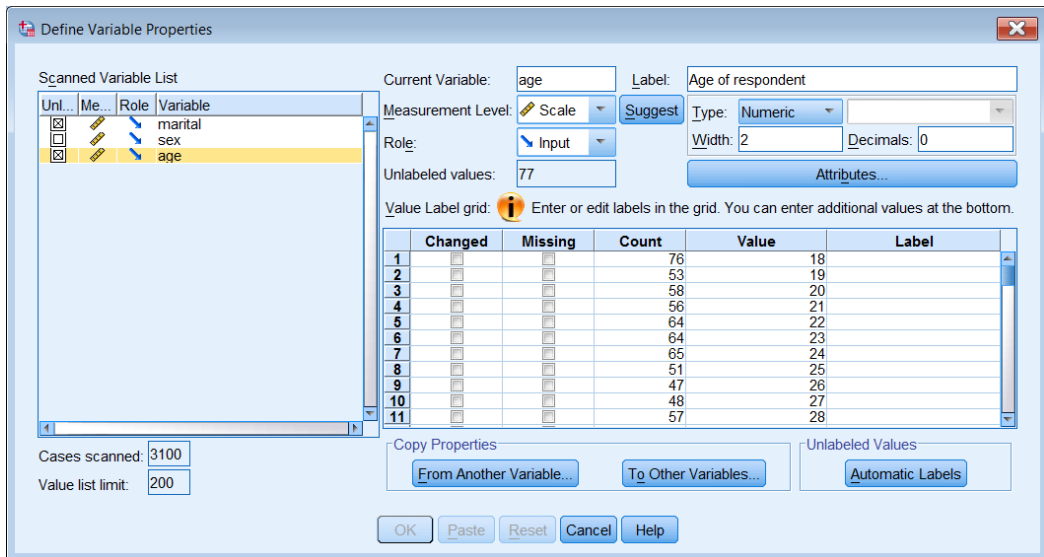 Define Variable Properties
Scanned Variable List
Unl... Me... Role Variable
marital
sex
age
Cases scanned: 3100
Value list limit: 200
Current Variable: age Label: Age of respondent
Measurement Level: Scale Suggest Type: Numeric
Role: Input Width: 2 Decimals: 0
Unlabeled values: 77 Attributes...
Value Label grid: Enter or edit labels in the grid. You can enter additional values at the bottom.
Changed Missing Count Value Label
1 76 18
2 53 19
3 58 20
4 56 21
5 64 22
6 64 23
7 65 24
8 51 25
9 47 26
10 48 27
11 57 28
Copy Properties Unlabeled Values
From Another Variable... To Other Variables... Automatic Labels
OK Paste Reset Cancel Help